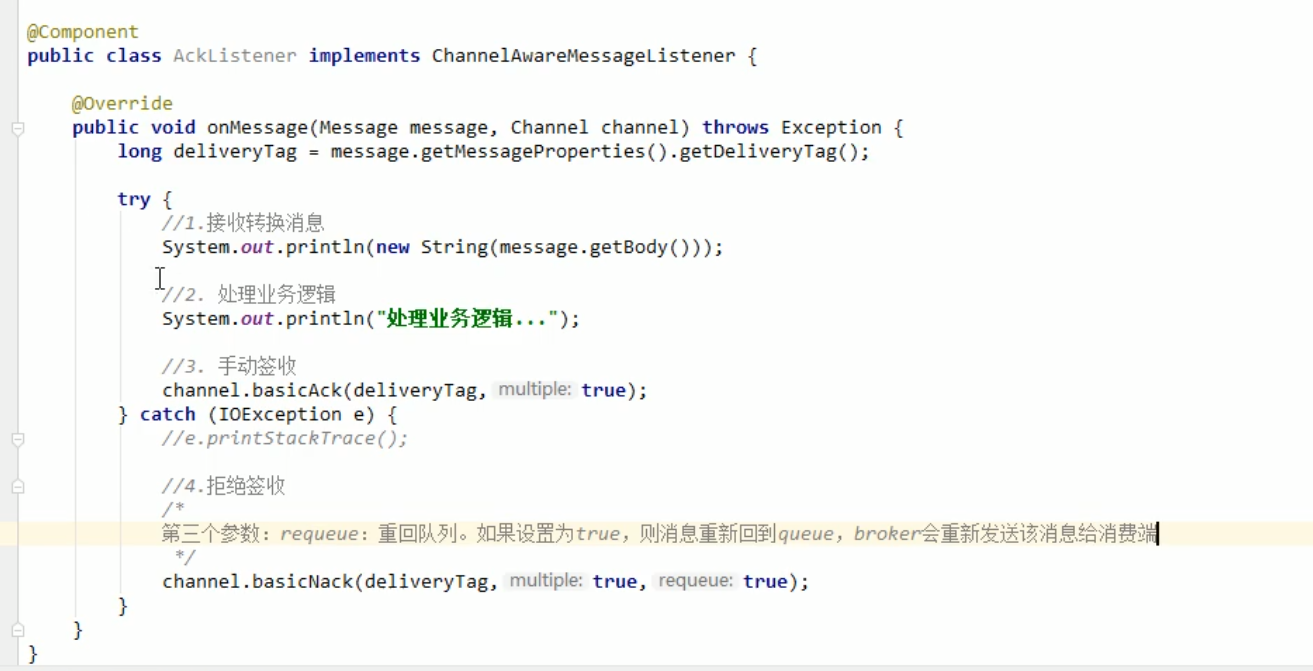 @Component
public class AckListener implements ChannelAwareMessageListener {
@Override
public void onMessage(Message message, Channel channel) throws Exception {
long deliveryTag = message.getMessageProperties().getDeliveryTag();
try {
//1.接收转换消息
System.out.println(new String(message.getBody()));
//2. 处理业务逻辑
System.out.println("处理业务逻辑...");
//3. 手动签收
channel.basicAck(deliveryTag, multiple: true);
} catch (IOException e) {
//e.printStackTrace();
//4.拒绝签收
/*
第三个参数：requeue：重回队列。如果设置为true，则消息重新回到queue，broker会重新发送该消息给消费端
*/
channel.basicNack(deliveryTag, multiple: true, requeue: true);
}
}
}